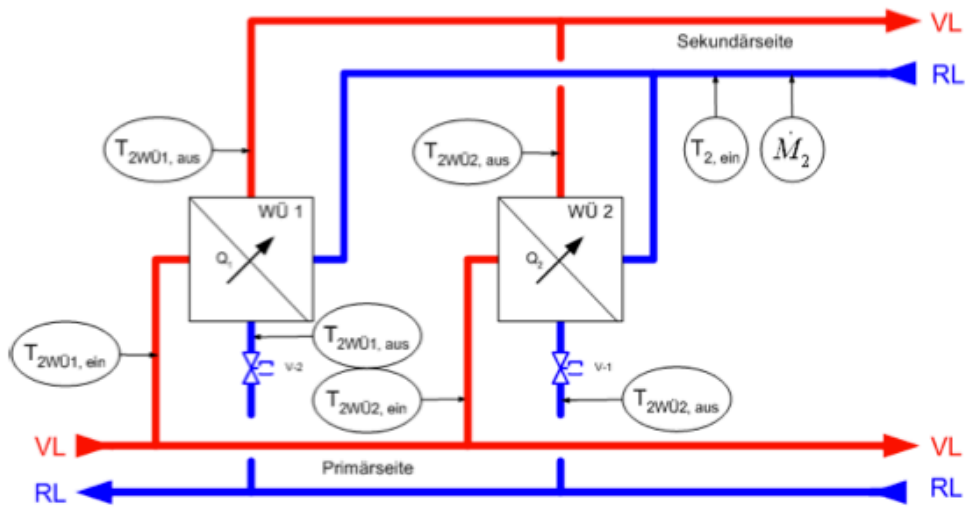 VL
Sekundärseite
RL
T2WÜ1, aus
T2WÜ2, aus
T2, ein
Ṁ2
WÜ 1
WÜ 2
Q1
Q2
T2WÜ1, ein
T2WÜ1, aus
V-2
V-1
T2WÜ2, ein
T2WÜ2, aus
VL
VL
Primärseite
RL
RL